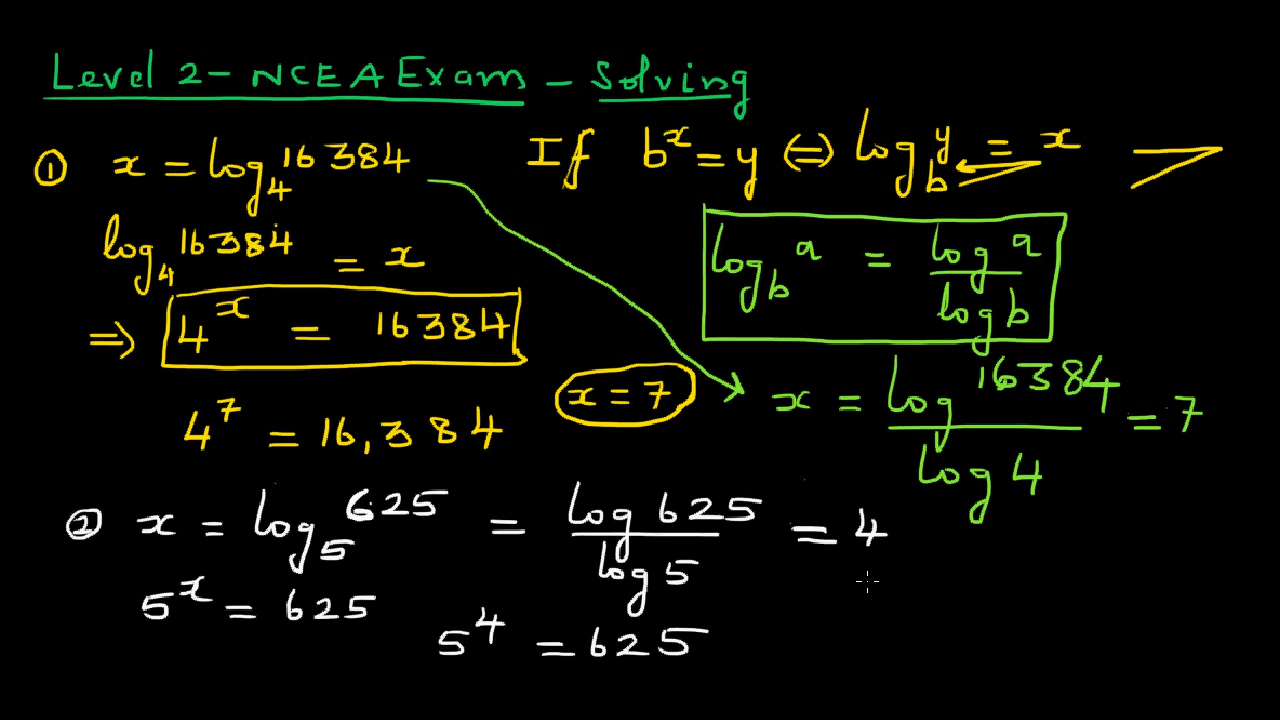 Level 2 - NCEA Exam - Solving
① x = log₄ 16384
If bˣ = y ⇔ log_b y = x
log₄ 16384 = x
log_b a = log a / log b
⇒ 4ˣ = 16384
x = 7
x = log 16384 / log 4 = 7
4⁷ = 16,384
② x = log₅ 625 = log 625 / log 5 = 4
5ˣ = 625
5⁴ = 625